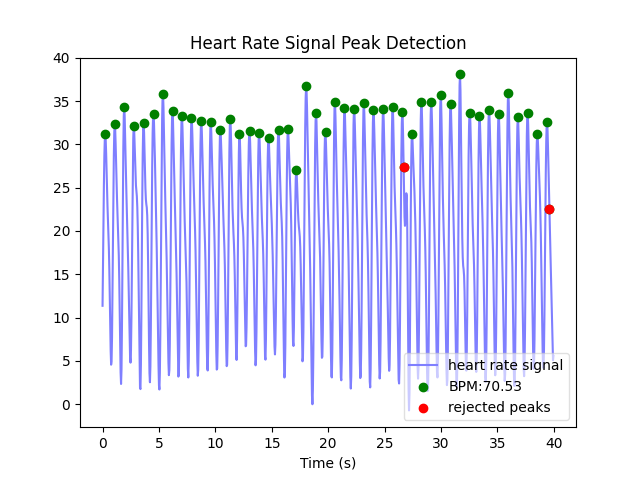 Heart Rate Signal Peak Detection
40
35
30
25
20
15
10
5
0
heart rate signal
BPM:70.53
rejected peaks
0 5 10 15 20 25 30 35 40
Time (s)